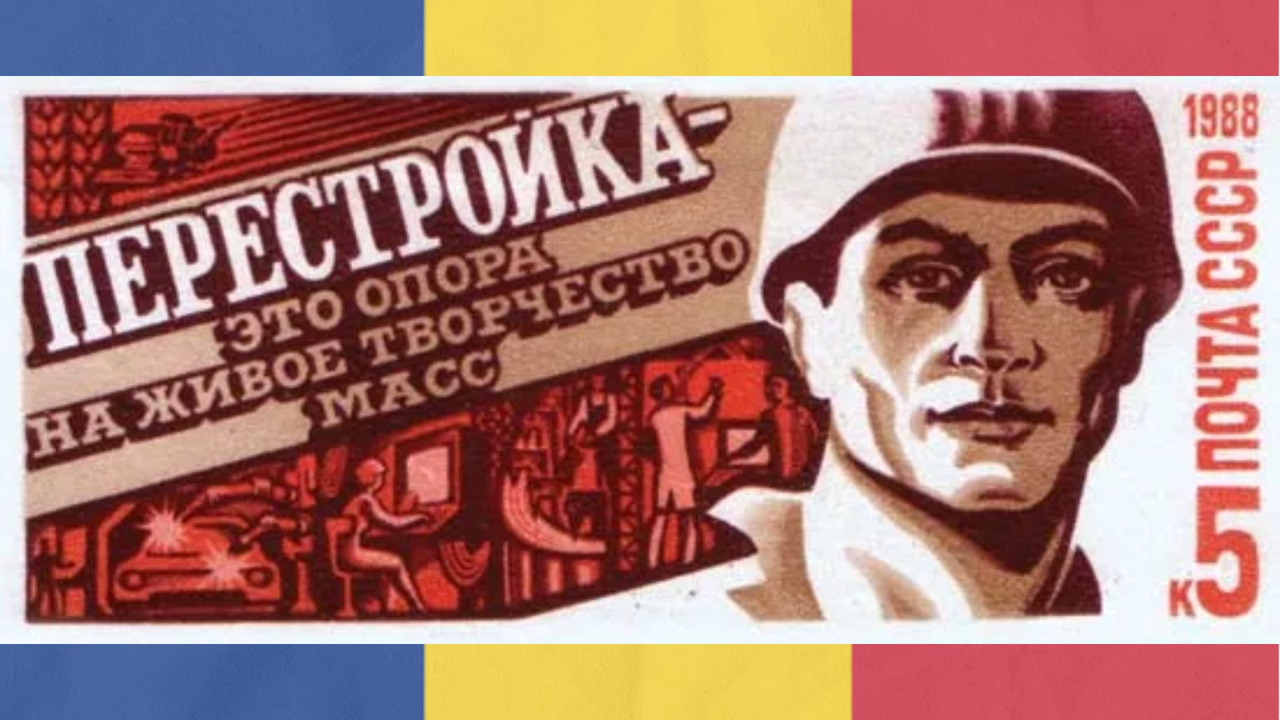 ПЕРЕСТРОЙКА-
ЭТО ОПОРА
НА ЖИВОЕ ТВОРЧЕСТВО
МАСС
1988
ПОЧТА СССР
к5